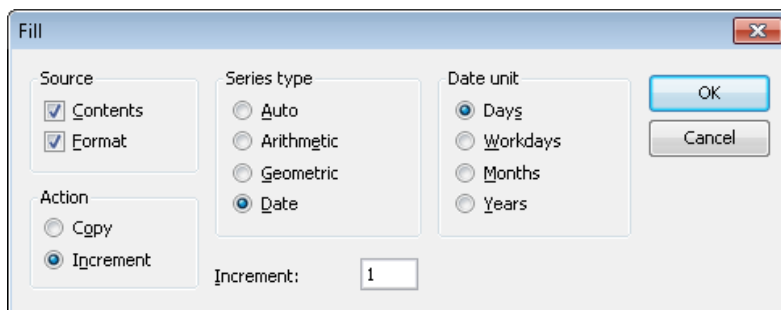 Fill
Source
Contents
Format
Action
Copy
Increment
Series type
Auto
Arithmetic
Geometric
Date
Increment: 1
Date unit
Days
Workdays
Months
Years
OK
Cancel